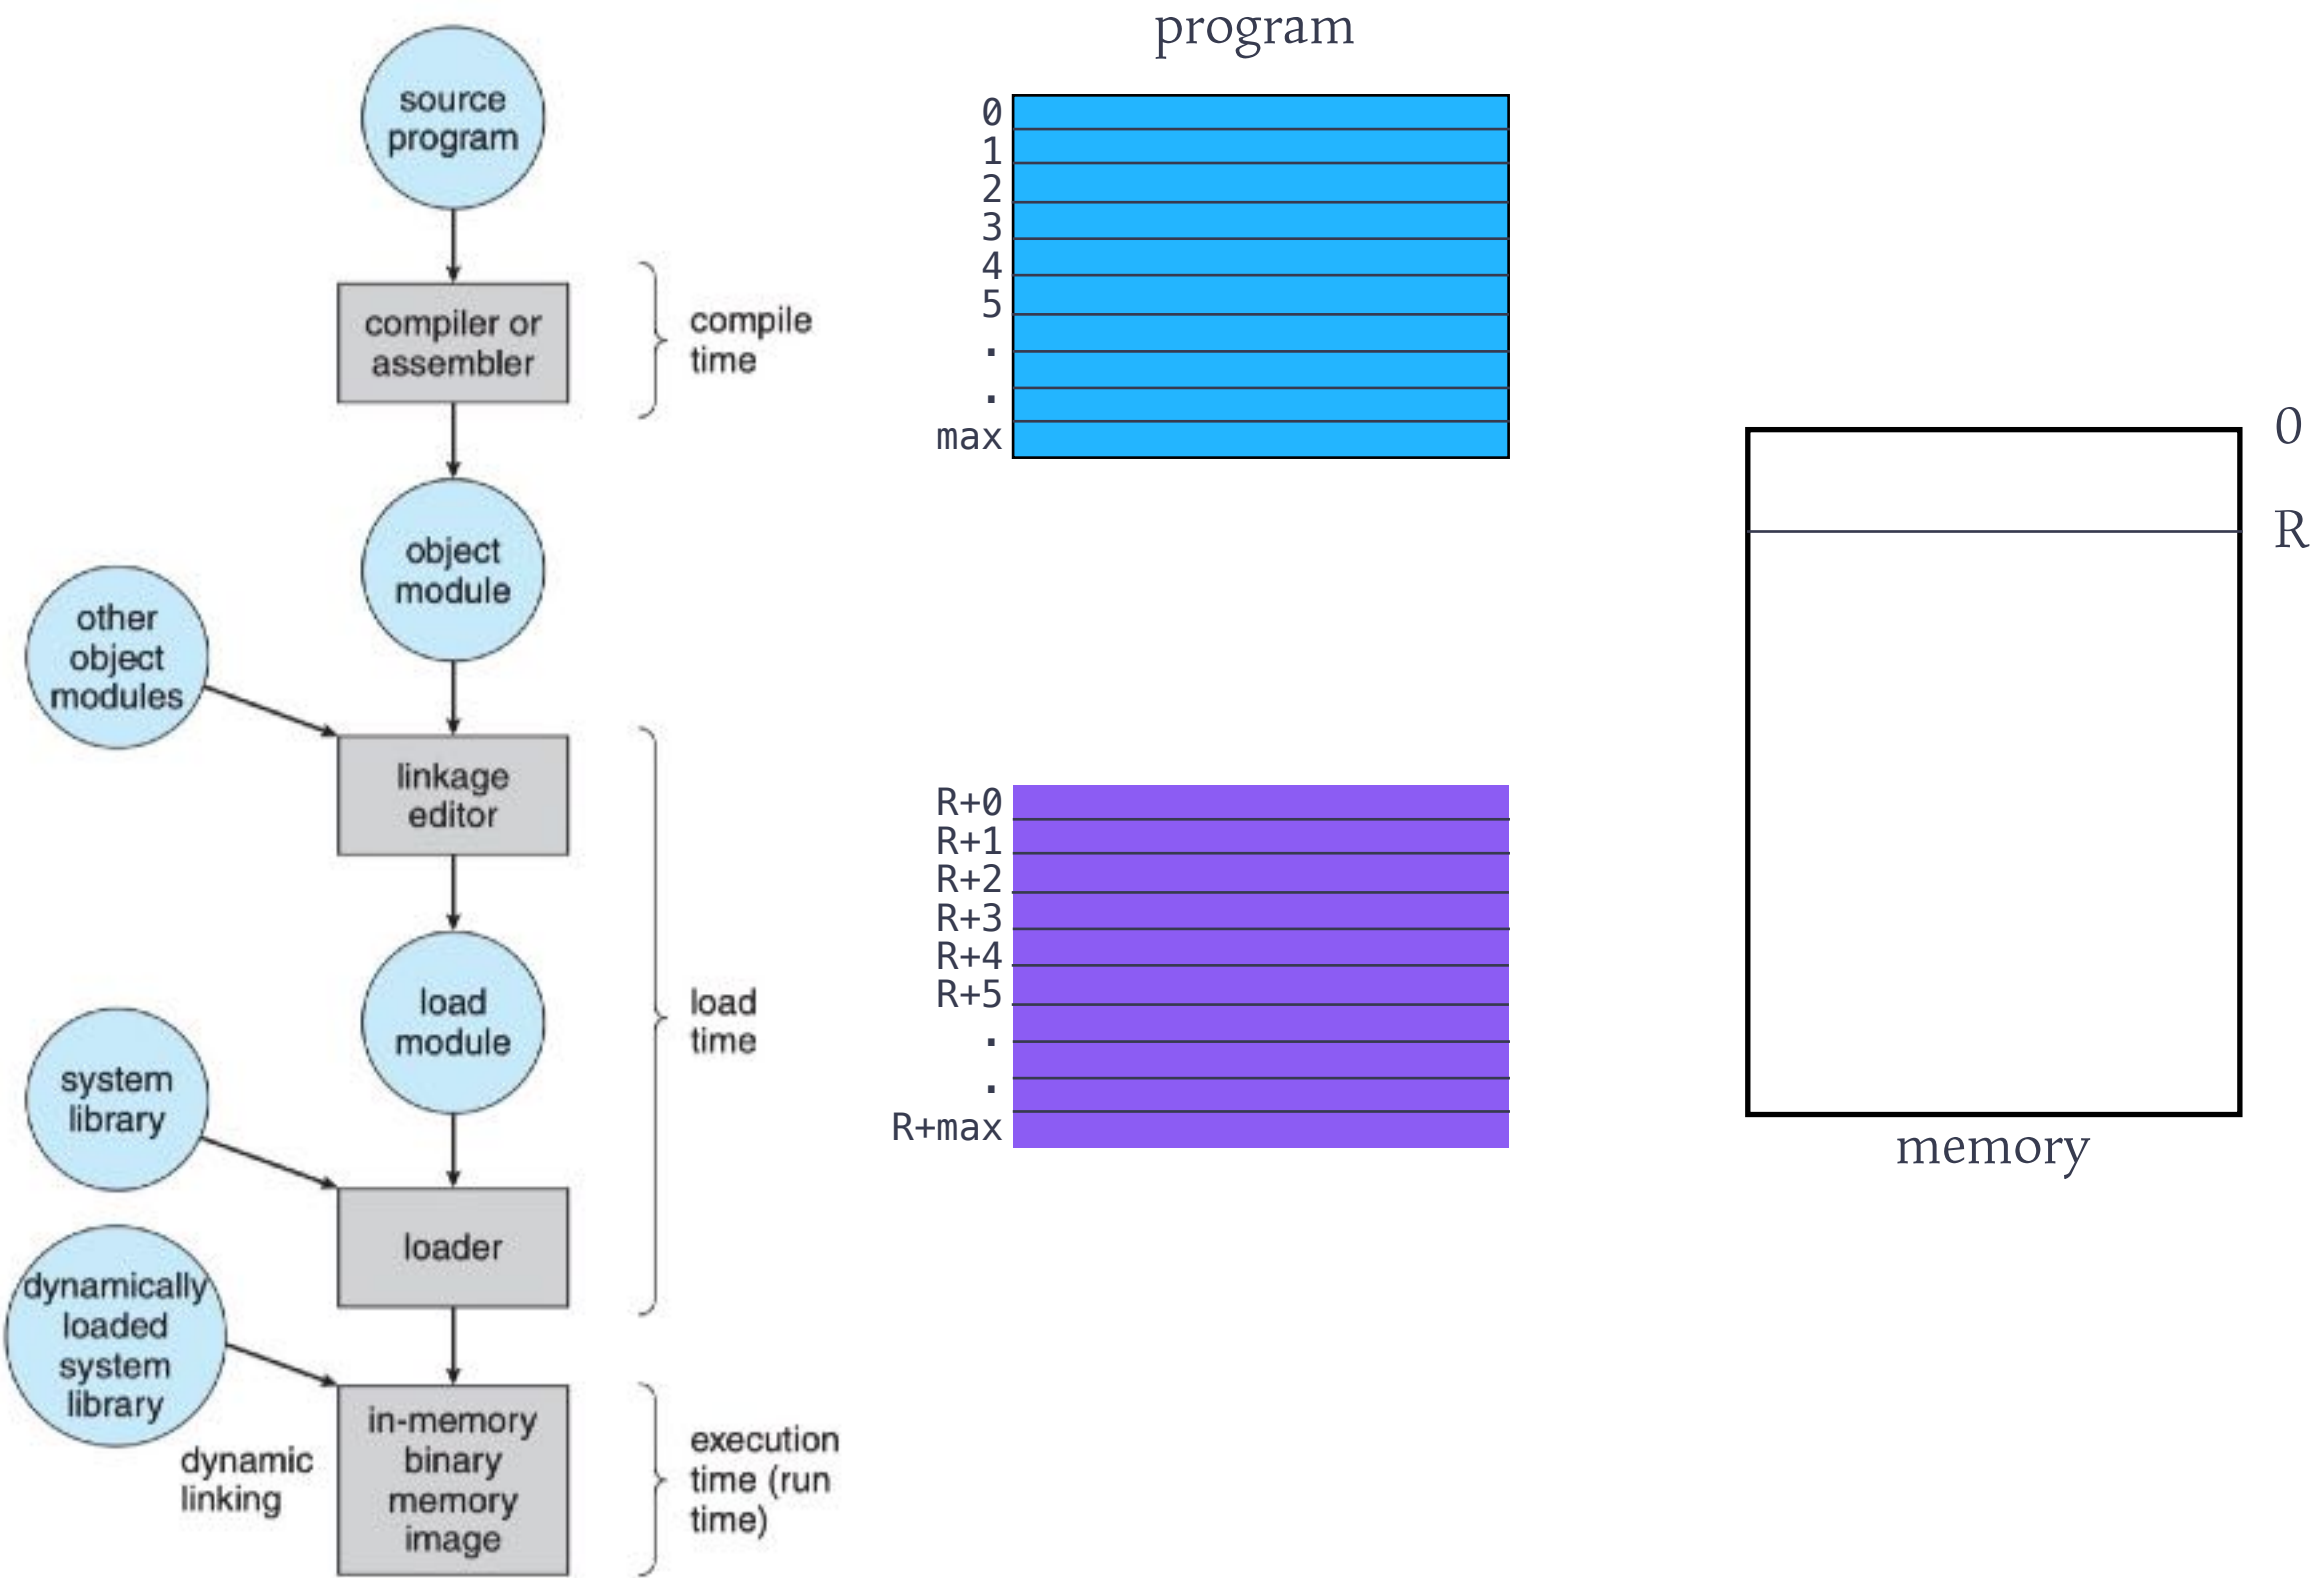 source
program
compiler or
assembler
compile
time
object
module
other
object
modules
linkage
editor
load
module
load
time
system
library
loader
dynamically
loaded
system
library
dynamic
linking
in-memory
binary
memory
image
execution
time (run
time)
program
0
1
2
3
4
5
.
.
max
R+0
R+1
R+2
R+3
R+4
R+5
.
.
R+max
0
R
memory